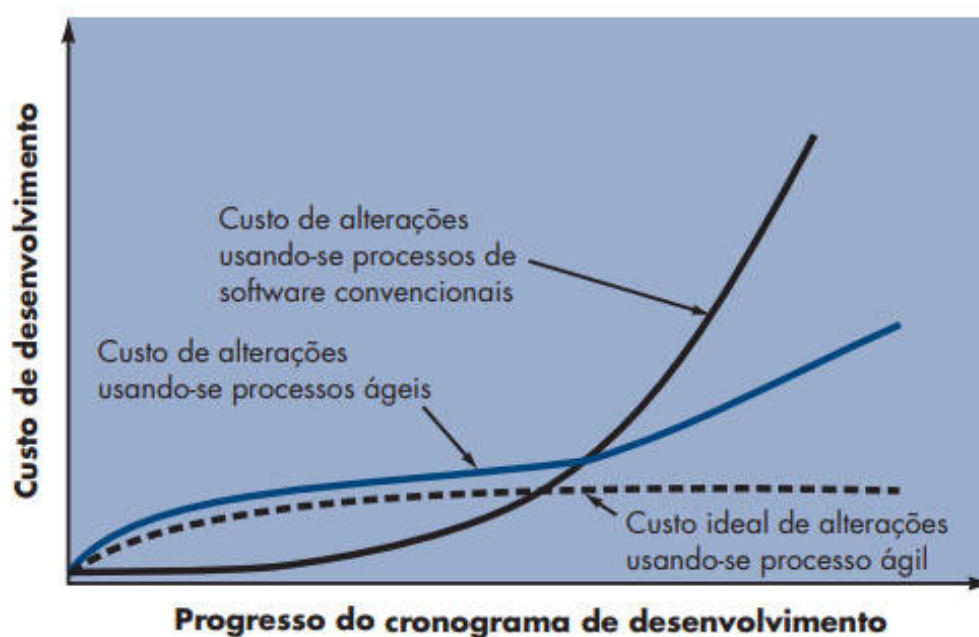 Custo de desenvolvimento
Custo de alterações
usando-se processos de
software convencionais
Custo de alterações
usando-se processos ágeis
Custo ideal de alterações
usando-se processo ágil
Progresso do cronograma de desenvolvimento